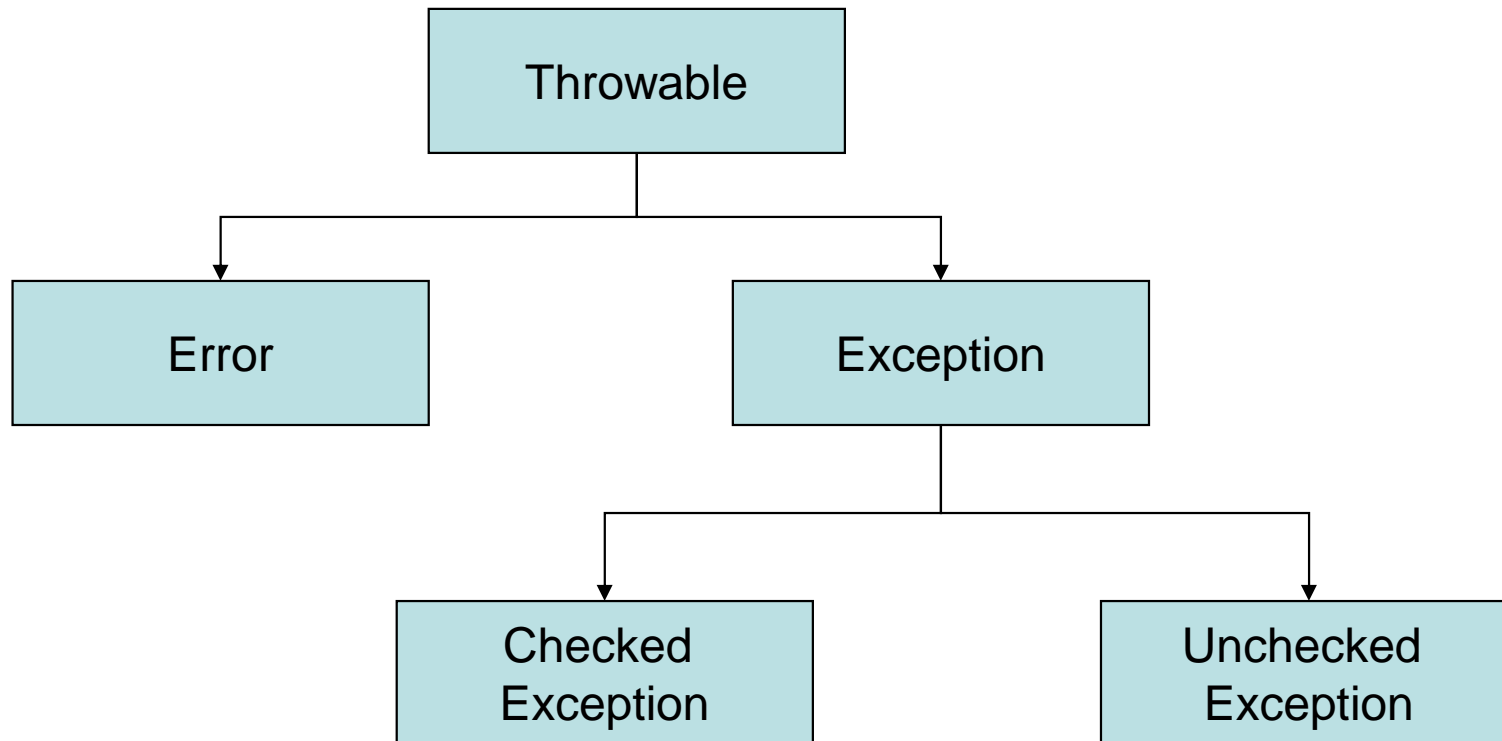 Throwable
Error
Exception
Checked
Exception
Unchecked
Exception